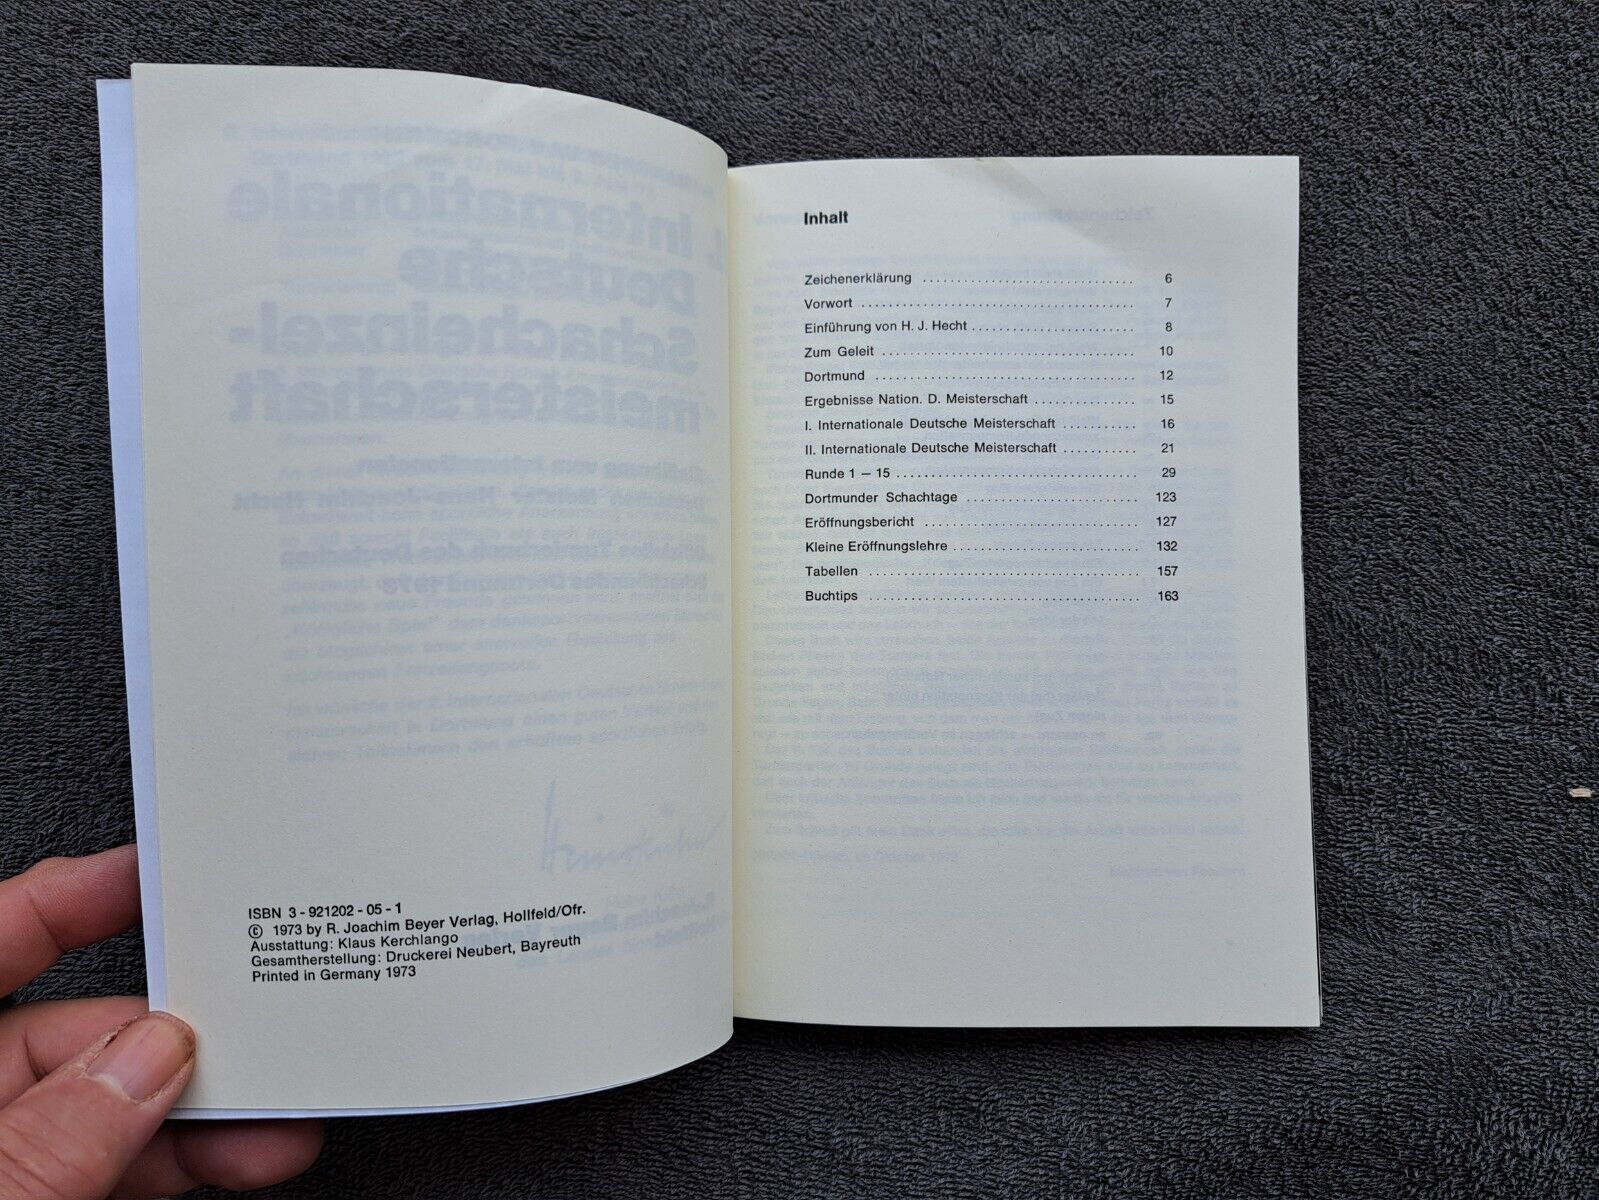 ISBN 3 - 921202 - 05 - 1
© 1973 by R. Joachim Beyer Verlag, Hollfeld/Ofr.
Ausstattung: Klaus Kerchlango
Gesamtherstellung: Druckerei Neubert, Bayreuth
Printed in Germany 1973
Inhalt
Zeichenerklärung ............................... 6
Vorwort ........................................ 7
Einführung von H. J. Hecht ........................ 8
Zum Geleit ..................................... 10
Dortmund ...................................... 12
Ergebnisse Nation. D. Meisterschaft ............... 15
I. Internationale Deutsche Meisterschaft ........... 16
II. Internationale Deutsche Meisterschaft ........... 21
Runde 1 — 15 ................................... 29
Dortmunder Schachtage ......................... 123
Eröffnungsbericht ............................... 127
Kleine Eröffnungslehre ............................ 132
Tabellen ....................................... 157
Buchtips ........................................ 163